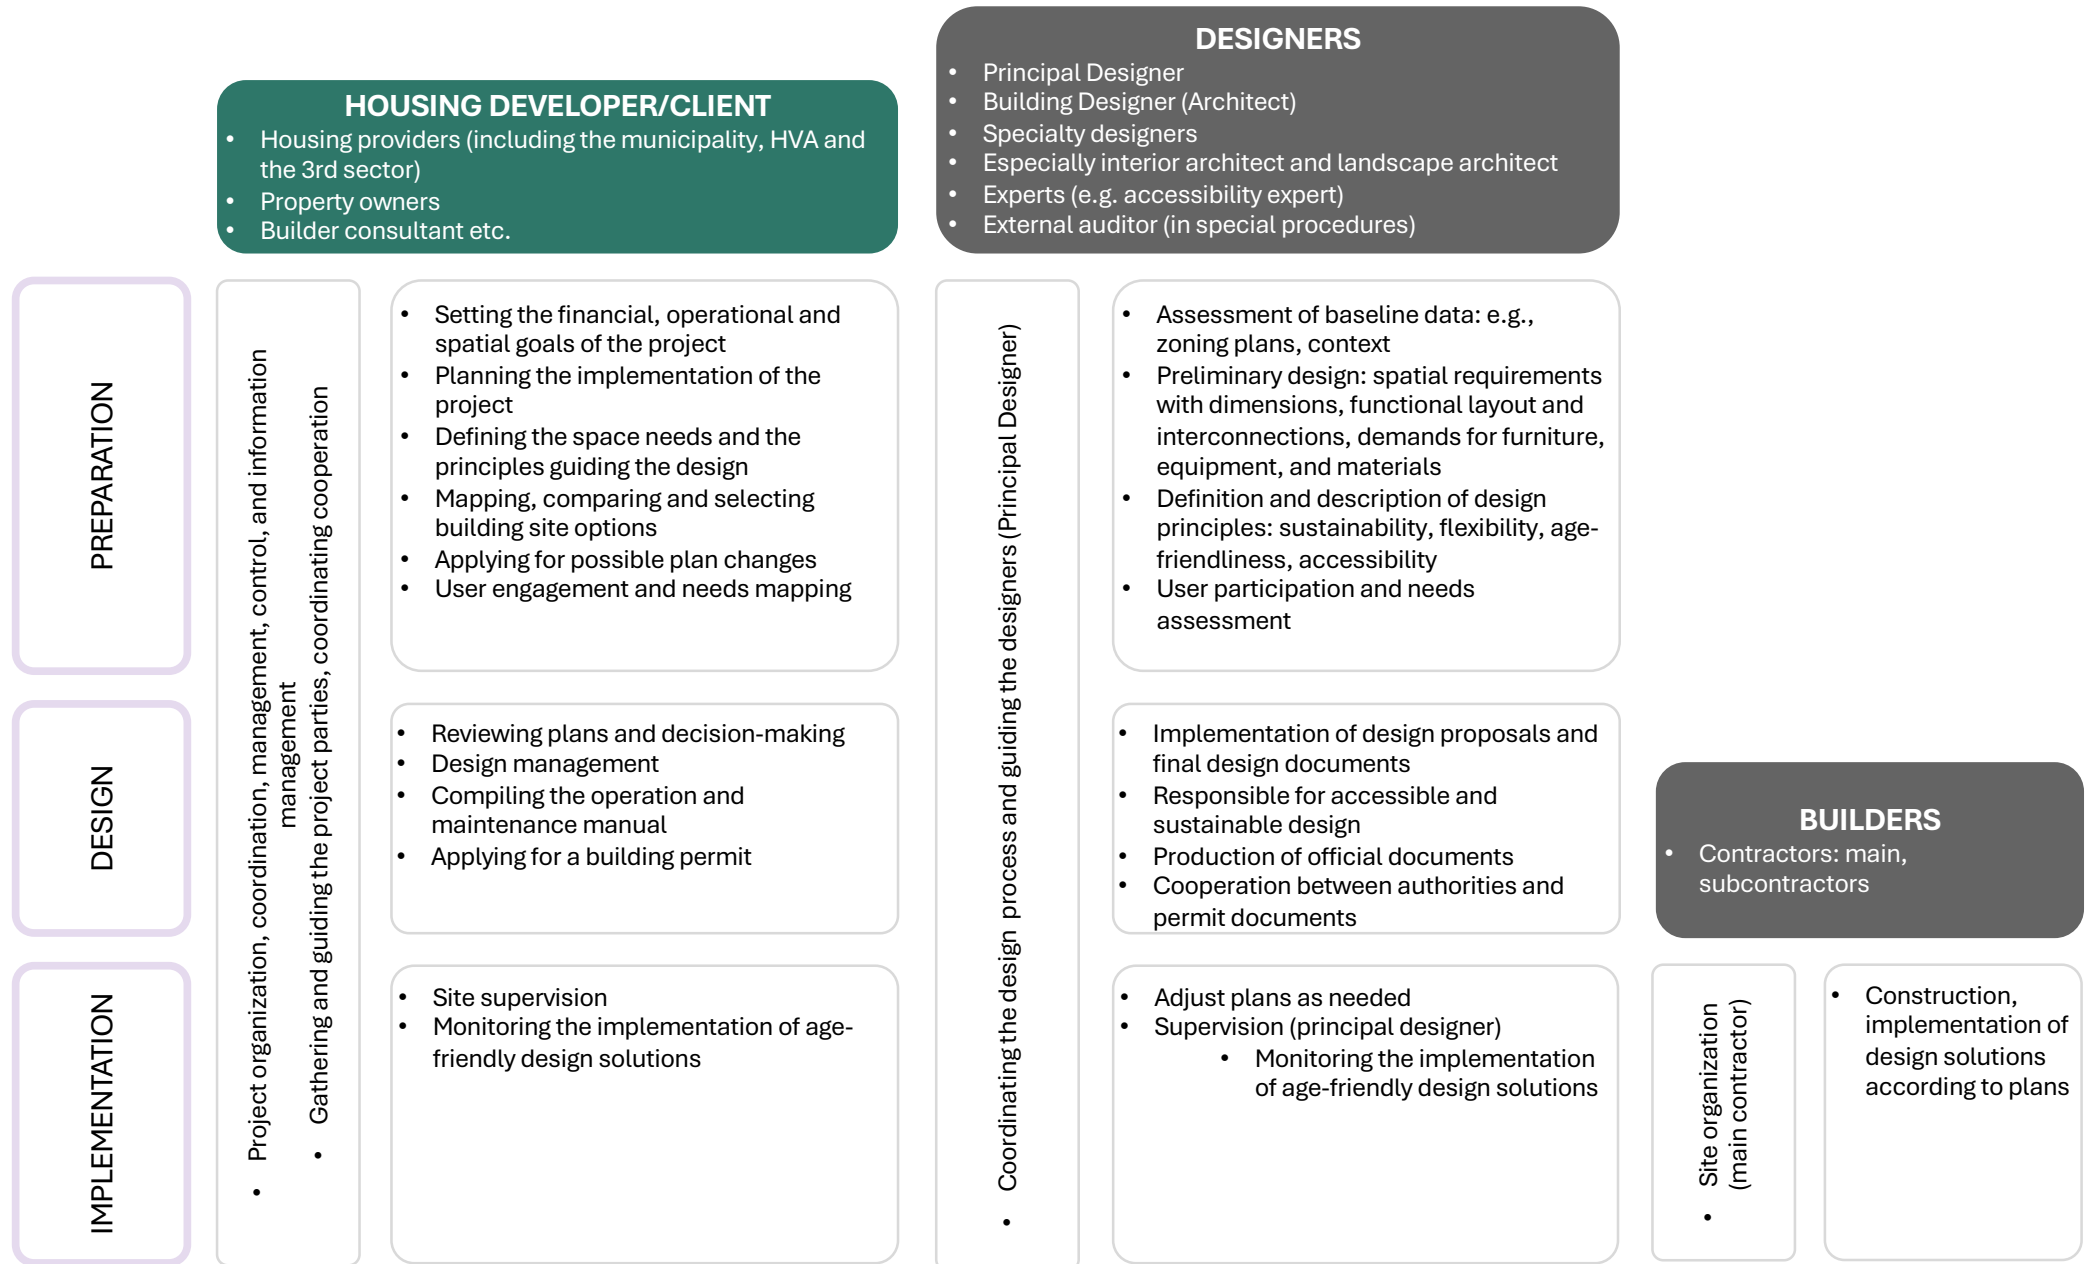 HOUSING DEVELOPER/CLIENT
• Housing providers (including the municipality, HVA and
the 3rd sector)
• Property owners
• Builder consultant etc.
DESIGNERS
• Principal Designer
• Building Designer (Architect)
• Specialty designers
• Especially interior architect and landscape architect
• Experts (e.g. accessibility expert)
• External auditor (in special procedures)
PREPARATION
• Project organization, coordination, management, control, and information
management
• Gathering and guiding the project parties, coordinating cooperation
• Setting the financial, operational and
spatial goals of the project
• Planning the implementation of the
project
• Defining the space needs and the
principles guiding the design
• Mapping, comparing and selecting
building site options
• Applying for possible plan changes
• User engagement and needs mapping
• Coordinating the design process and guiding the designers (Principal Designer)
• Assessment of baseline data: e.g.,
zoning plans, context
• Preliminary design: spatial requirements
with dimensions, functional layout and
interconnections, demands for furniture,
equipment, and materials
• Definition and description of design
principles: sustainability, flexibility, age-
friendliness, accessibility
• User participation and needs
assessment
DESIGN
• Reviewing plans and decision-making
• Design management
• Compiling the operation and
maintenance manual
• Applying for a building permit
• Implementation of design proposals and
final design documents
• Responsible for accessible and
sustainable design
• Production of official documents
• Cooperation between authorities and
permit documents
BUILDERS
• Contractors: main,
subcontractors
IMPLEMENTATION
• Site supervision
• Monitoring the implementation of age-
friendly design solutions
• Adjust plans as needed
• Supervision (principal designer)
• Monitoring the implementation
of age-friendly design solutions
• Site organization
(main contractor)
• Construction,
implementation of
design solutions
according to plans